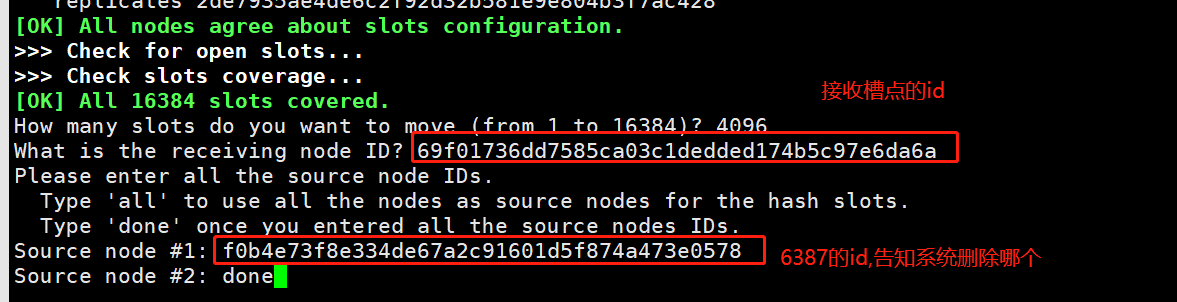 replicates 2de7935ae4de6c2f92d32b581e9e804b3f7ac428
[OK] All nodes agree about slots configuration.
>>> Check for open slots...
>>> Check slots coverage...
[OK] All 16384 slots covered.
接收槽点的id
How many slots do you want to move (from 1 to 16384)? 4096
What is the receiving node ID? 69f01736dd7585ca03c1dedded174b5c97e6da6a
Please enter all the source node IDs.
Type 'all' to use all the nodes as source nodes for the hash slots.
Type 'done' once you entered all the source nodes IDs.
Source node #1: f0b4e73f8e334de67a2c91601d5f874a473e0578
6387的id,告知系统删除哪个
Source node #2: done